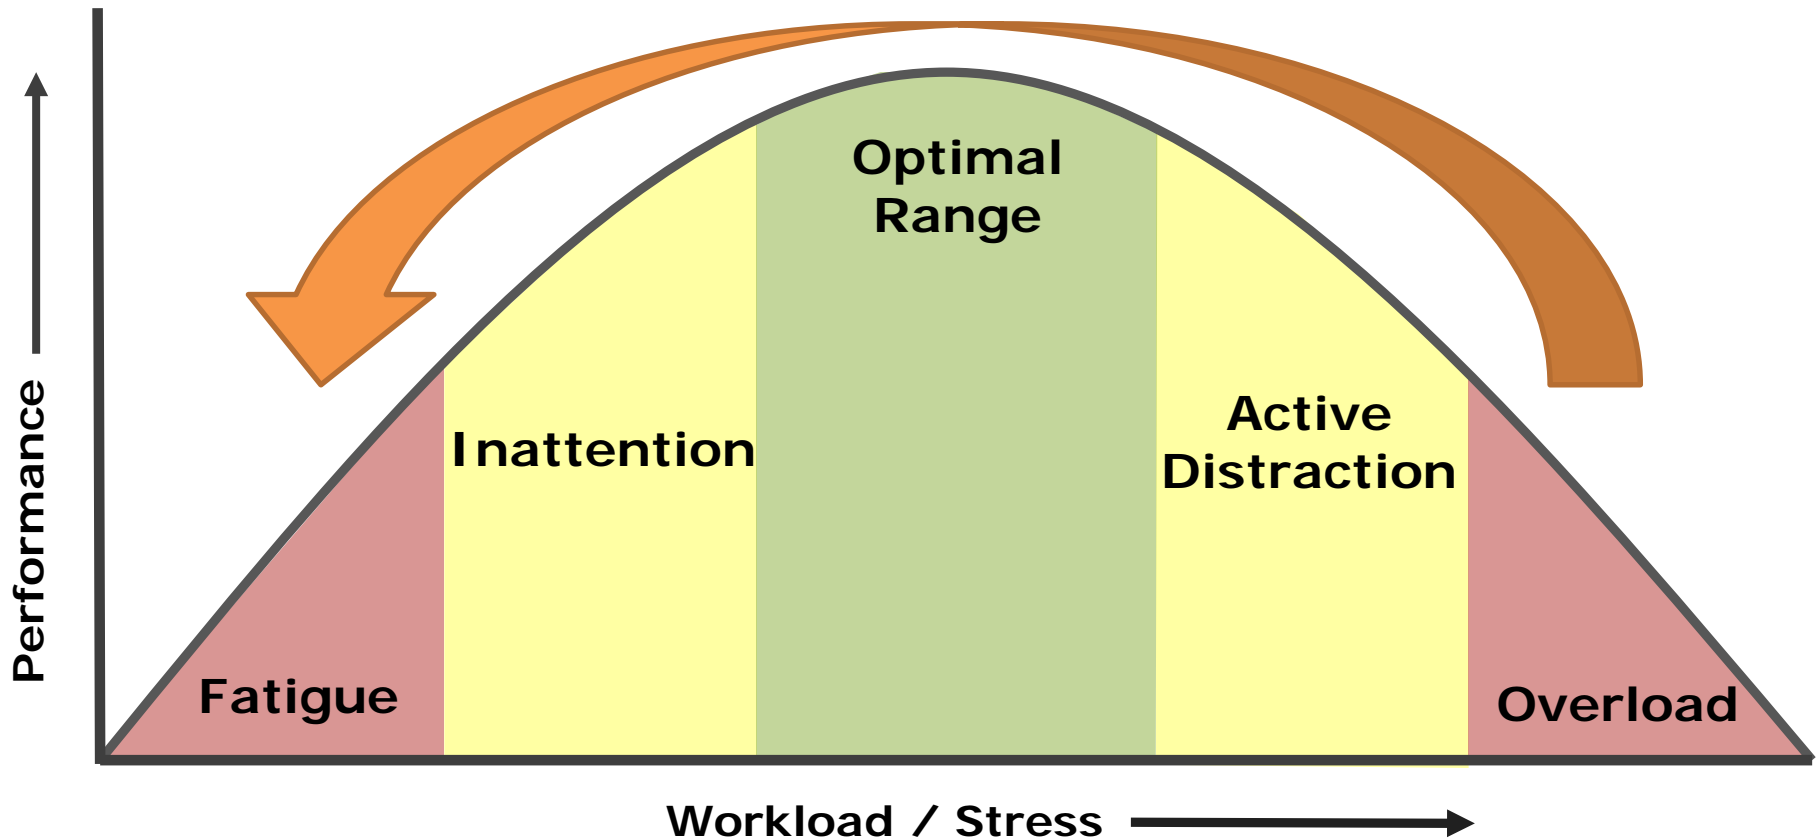 Optimal
Range
Active
Distraction
Inattention
Fatigue
Overload
Performance
Workload / Stress